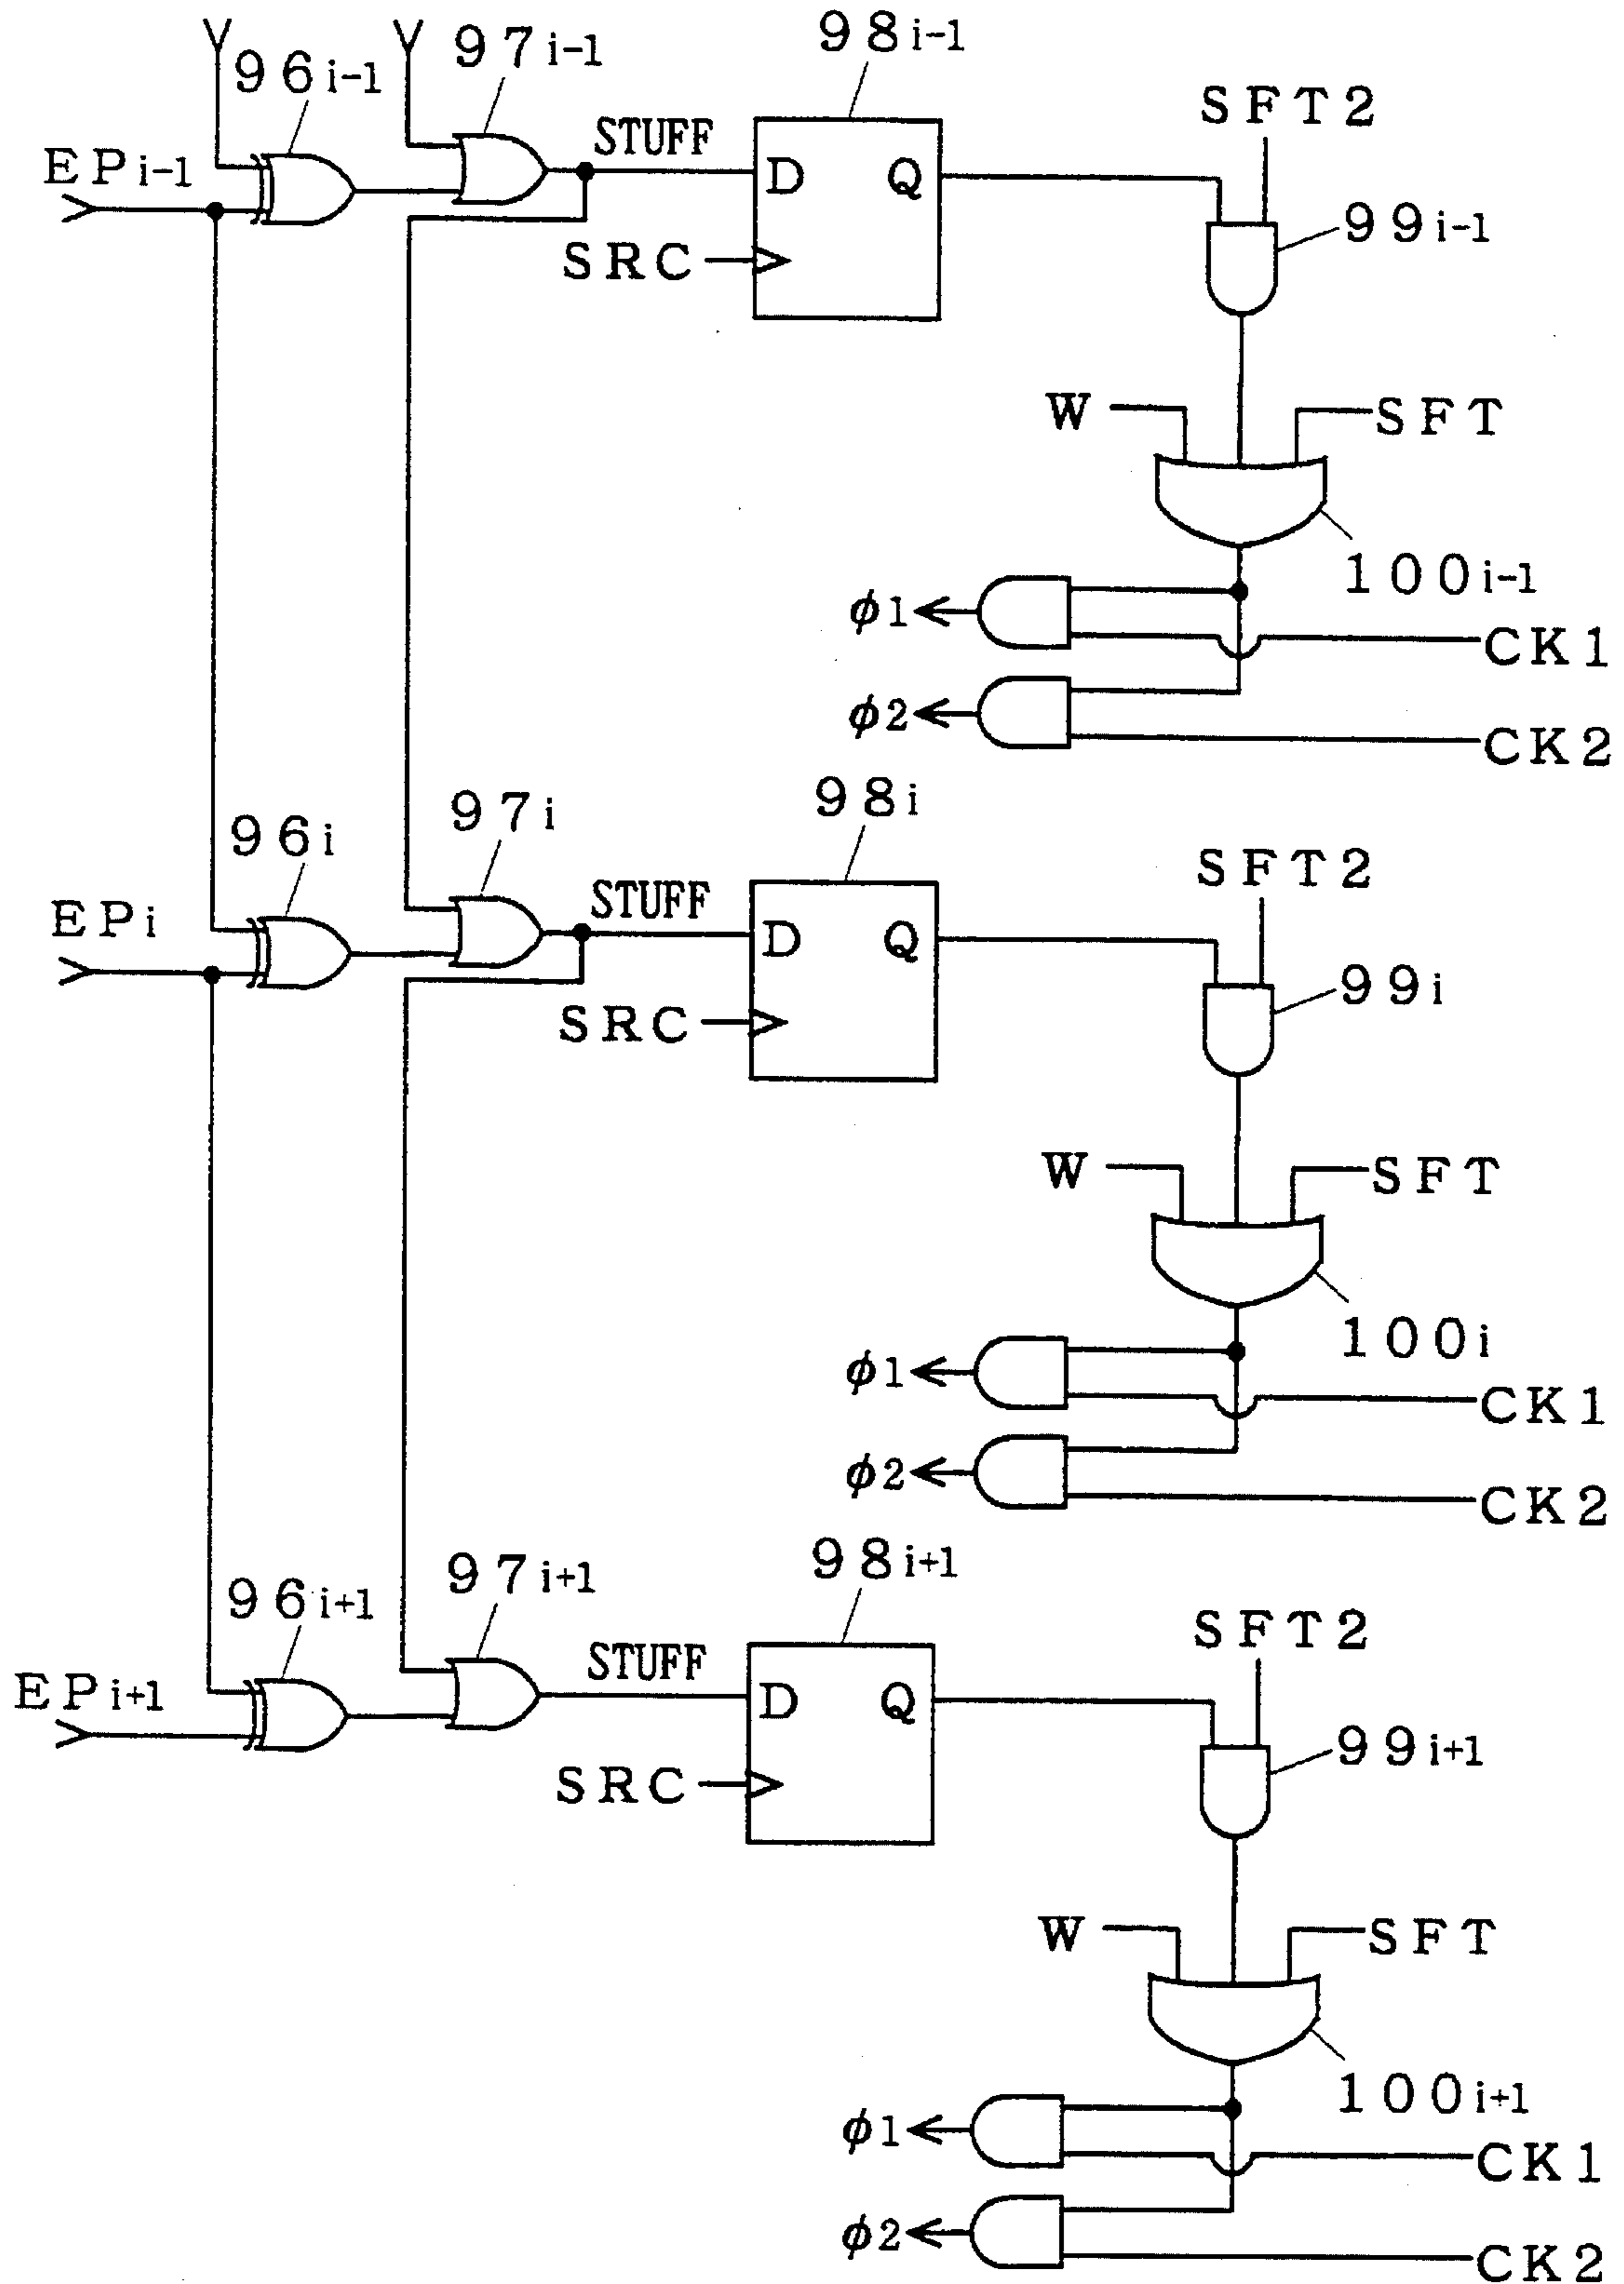 96i-1
97i-1
98i-1
SFT2
EPi-1
STUFF
D Q
99i-1
SRC
W
SFT
100i-1
φ1
CK1
φ2
CK2
96i
97i
98i
SFT2
EPi
STUFF
D Q
99i
SRC
W
SFT
100i
φ1
CK1
φ2
CK2
96i+1
97i+1
98i+1
SFT2
EPi+1
STUFF
D Q
99i+1
SRC
W
SFT
100i+1
φ1
CK1
φ2
CK2